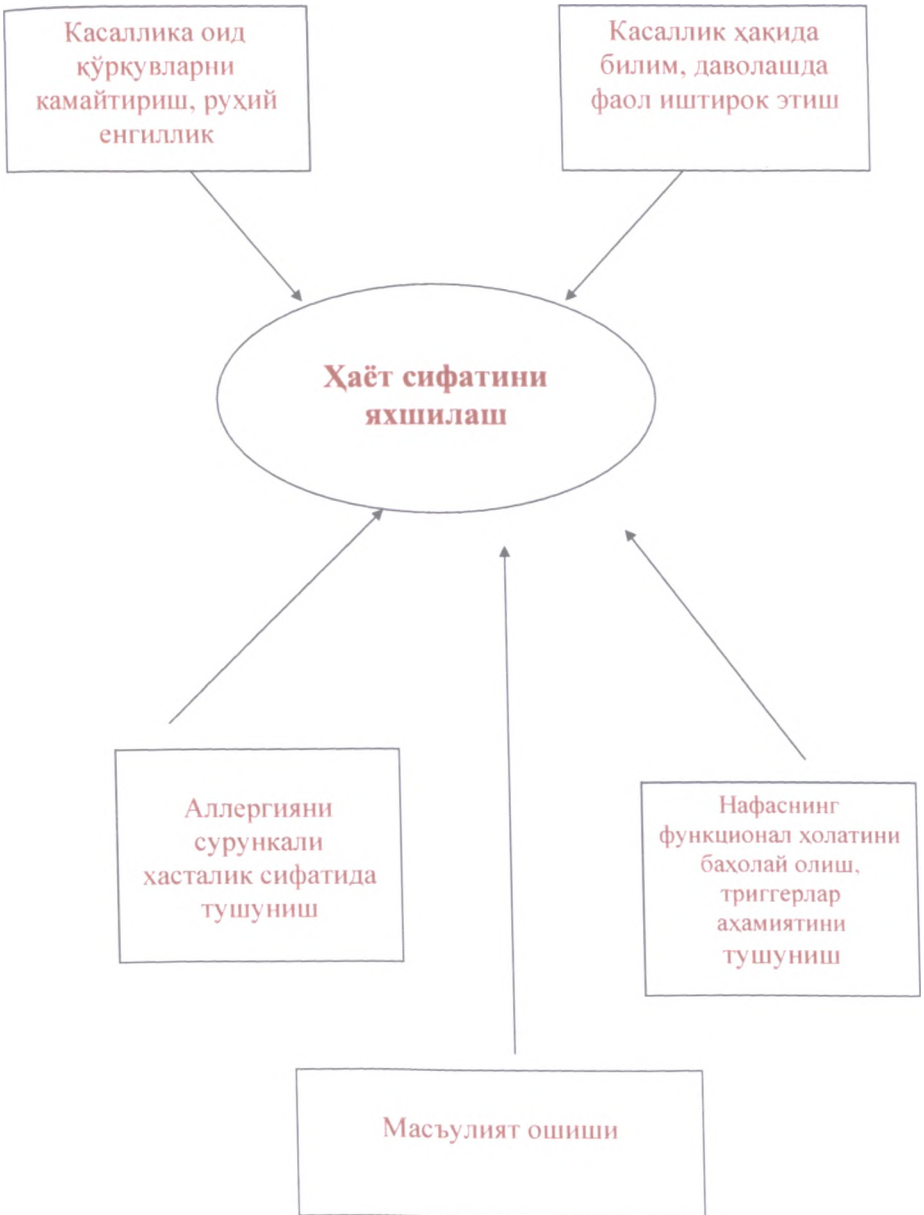 Касаллика оид
қўрқувларни
камайтириш, руҳий
енгиллик
Касаллик ҳақида
билим, даволашда
фаол иштирок этиш
Ҳаёт сифатини
яхшилаш
Аллергияни
сурункали
хасталик сифатида
тушуниш
Нафаснинг
функционал ҳолатини
баҳолай олиш,
триггерлар
аҳамиятини
тушуниш
Масъулият ошиши